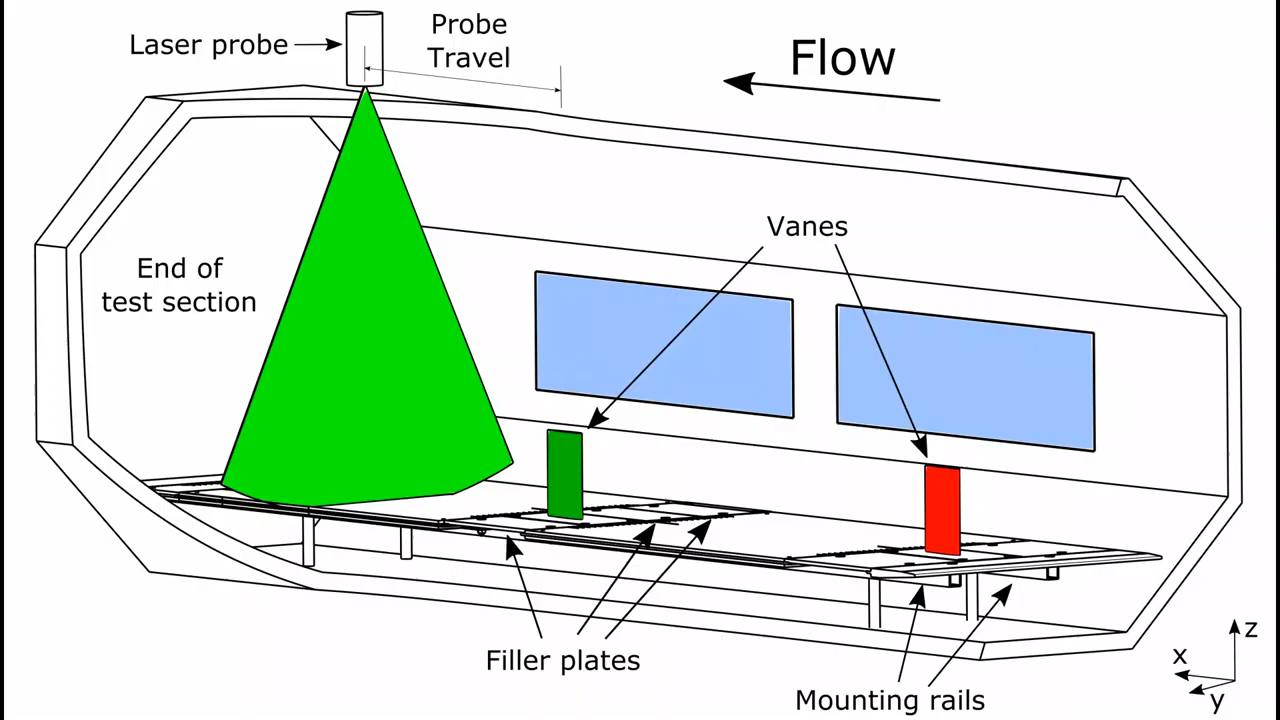 Laser probe
Probe
Travel
Flow
Vanes
End of
test section
Filler plates
Mounting rails
z
x
y